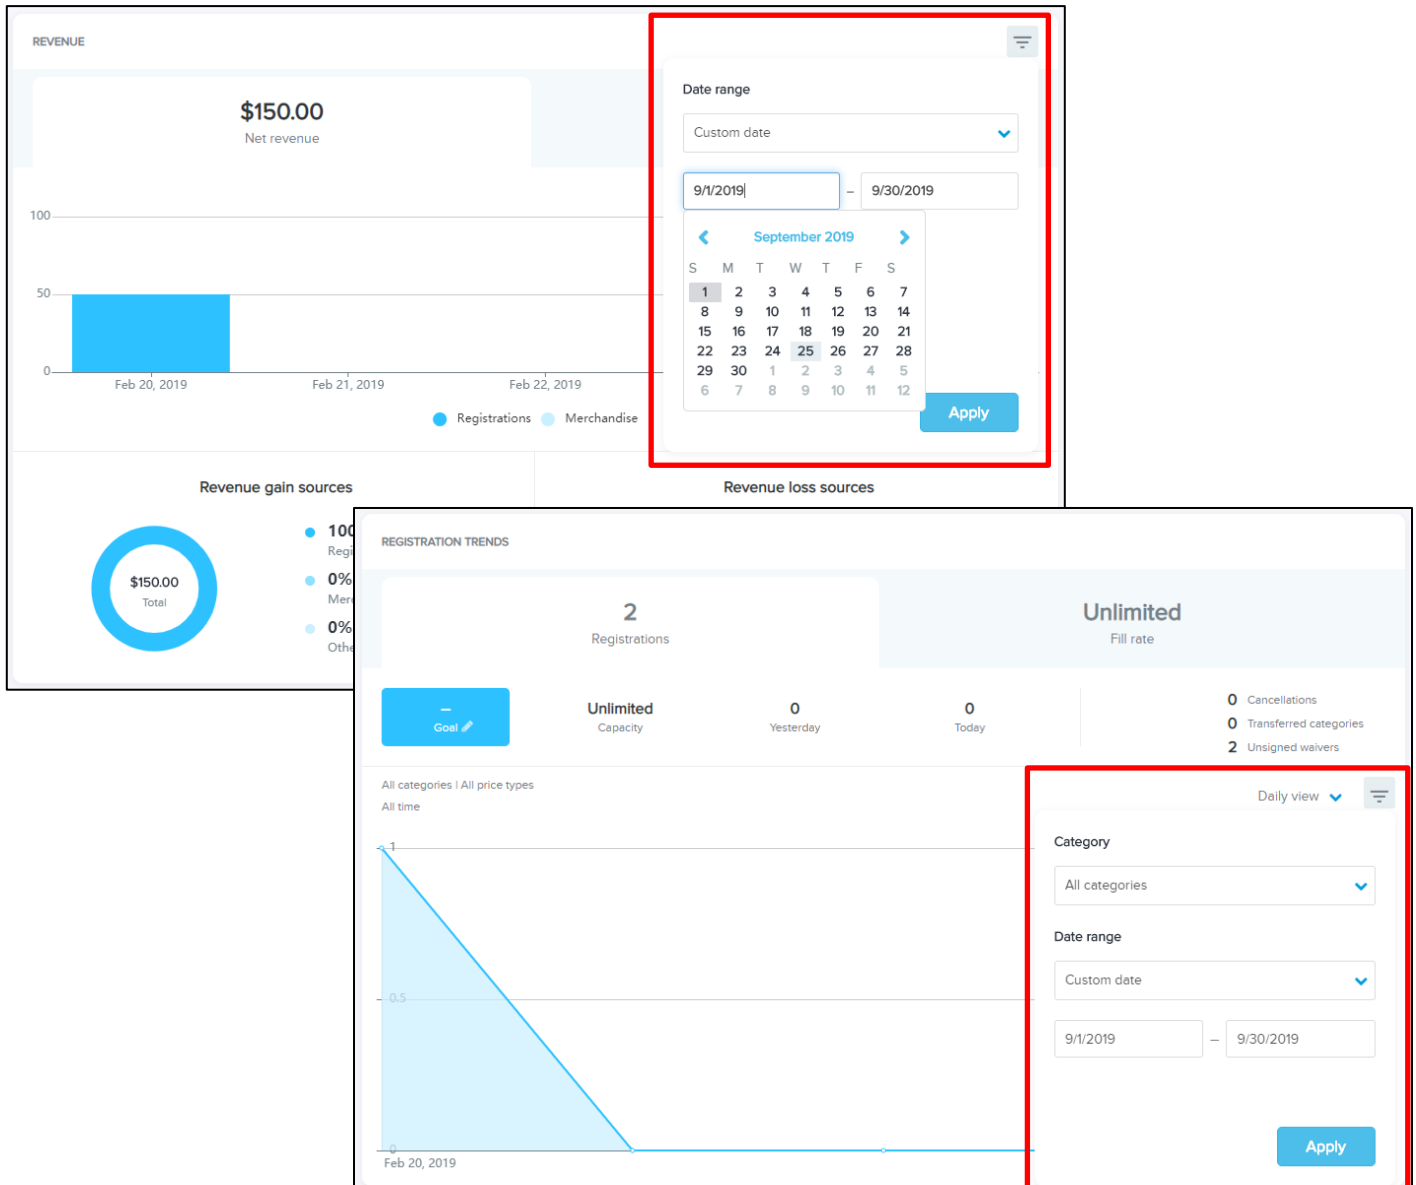 REVENUE
$150.00
Net revenue
100
50
0
Feb 20, 2019
Feb 21, 2019
Feb 22, 2019
Registrations
Merchandise
Date range
Custom date
9/1/2019 – 9/30/2019
September 2019
S M T W T F S
1 2 3 4 5 6 7
8 9 10 11 12 13 14
15 16 17 18 19 20 21
22 23 24 25 26 27 28
29 30 1 2 3 4 5
6 7 8 9 10 11 12
Apply
Revenue gain sources
$150.00
Total
100
Regi
0%
Mer
0%
Othe
Revenue loss sources
REGISTRATION TRENDS
2
Registrations
Unlimited
Fill rate
–
Goal
Unlimited
Capacity
0
Yesterday
0
Today
0 Cancellations
0 Transferred categories
2 Unsigned waivers
All categories | All price types
All time
Daily view
1
0.5
0
Feb 20, 2019
Category
All categories
Date range
Custom date
9/1/2019 – 9/30/2019
Apply